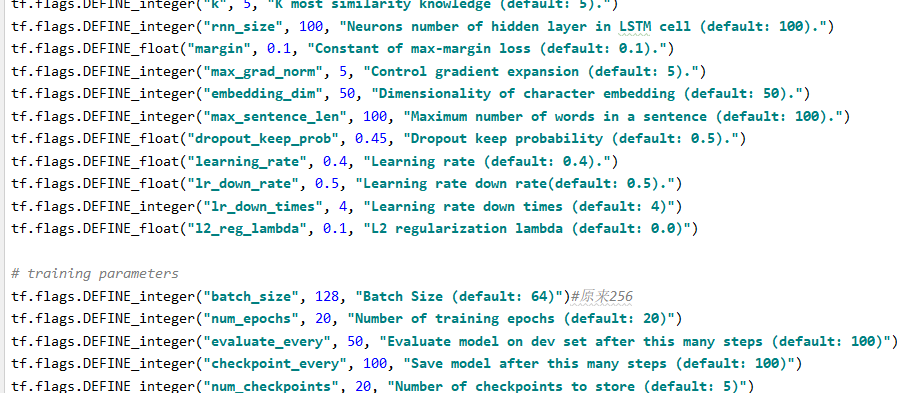 tf.flags.DEFINE_integer("k", 5, "K most similarity knowledge (default: 5).")
tf.flags.DEFINE_integer("rnn_size", 100, "Neurons number of hidden layer in LSTM cell (default: 100).")
tf.flags.DEFINE_float("margin", 0.1, "Constant of max-margin loss (default: 0.1).")
tf.flags.DEFINE_integer("max_grad_norm", 5, "Control gradient expansion (default: 5).")
tf.flags.DEFINE_integer("embedding_dim", 50, "Dimensionality of character embedding (default: 50).")
tf.flags.DEFINE_integer("max_sentence_len", 100, "Maximum number of words in a sentence (default: 100).")
tf.flags.DEFINE_float("dropout_keep_prob", 0.45, "Dropout keep probability (default: 0.5).")
tf.flags.DEFINE_float("learning_rate", 0.4, "Learning rate (default: 0.4).")
tf.flags.DEFINE_float("lr_down_rate", 0.5, "Learning rate down rate(default: 0.5).")
tf.flags.DEFINE_integer("lr_down_times", 4, "Learning rate down times (default: 4)")
tf.flags.DEFINE_float("l2_reg_lambda", 0.1, "L2 regularization lambda (default: 0.0)")
# training parameters
tf.flags.DEFINE_integer("batch_size", 128, "Batch Size (default: 64)")#原来256
tf.flags.DEFINE_integer("num_epochs", 20, "Number of training epochs (default: 20)")
tf.flags.DEFINE_integer("evaluate_every", 50, "Evaluate model on dev set after this many steps (default: 100)")
tf.flags.DEFINE_integer("checkpoint_every", 100, "Save model after this many steps (default: 100)")
tf.flags.DEFINE_integer("num_checkpoints", 20, "Number of checkpoints to store (default: 5)")